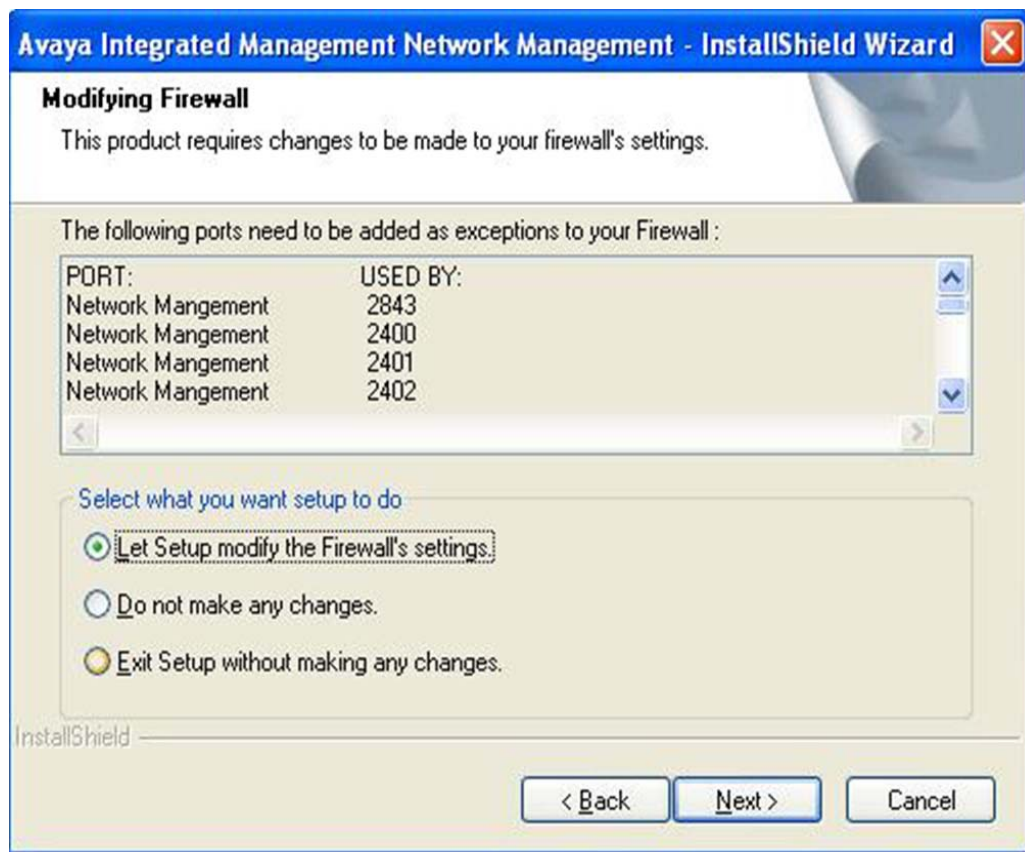 Avaya Integrated Management Network Management - InstallShield Wizard
Modifying Firewall
This product requires changes to be made to your firewall's settings.
The following ports need to be added as exceptions to your Firewall :
PORT: USED BY:
Network Mangement 2843
Network Mangement 2400
Network Mangement 2401
Network Mangement 2402
Select what you want setup to do
Let Setup modify the Firewall's settings.
Do not make any changes.
Exit Setup without making any changes.
InstallShield
< Back Next > Cancel